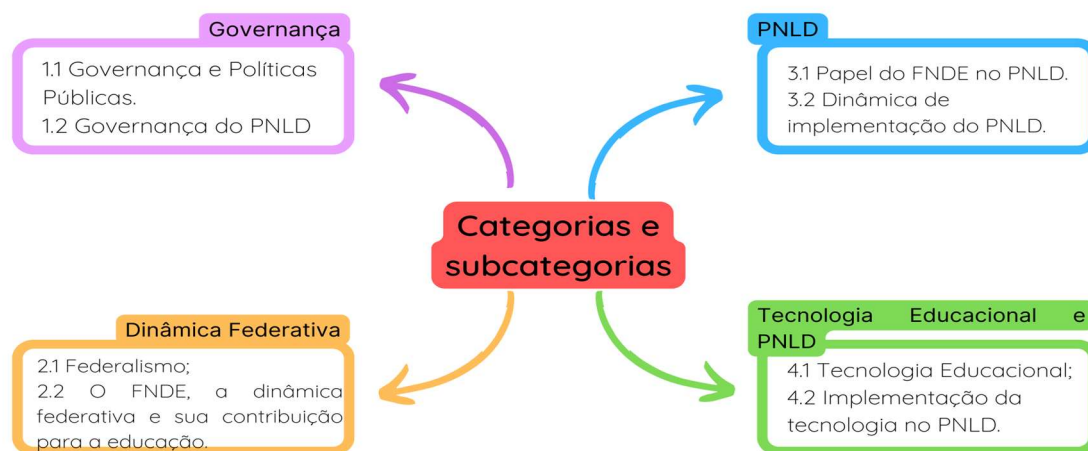 Governança
1.1 Governança e Políticas
Públicas.
1.2 Governança do PNLD
PNLD
3.1 Papel do FNDE no PNLD.
3.2 Dinâmica de
implementação do PNLD.
Categorias e
subcategorias
Dinâmica Federativa
2.1 Federalismo;
2.2 O FNDE, a dinâmica
federativa e sua contribuição
para a educação.
Tecnologia Educacional e
PNLD
4.1 Tecnologia Educacional;
4.2 Implementação da
tecnologia no PNLD.